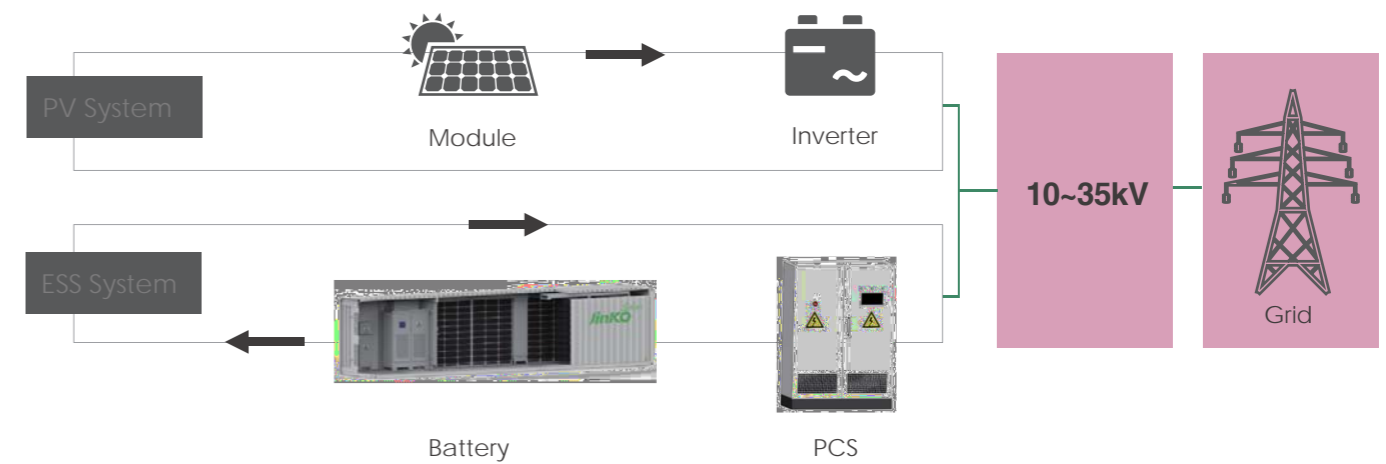 PV System
Module
Inverter
10~35kV
ESS System
JinKO
Grid
Battery
PCS